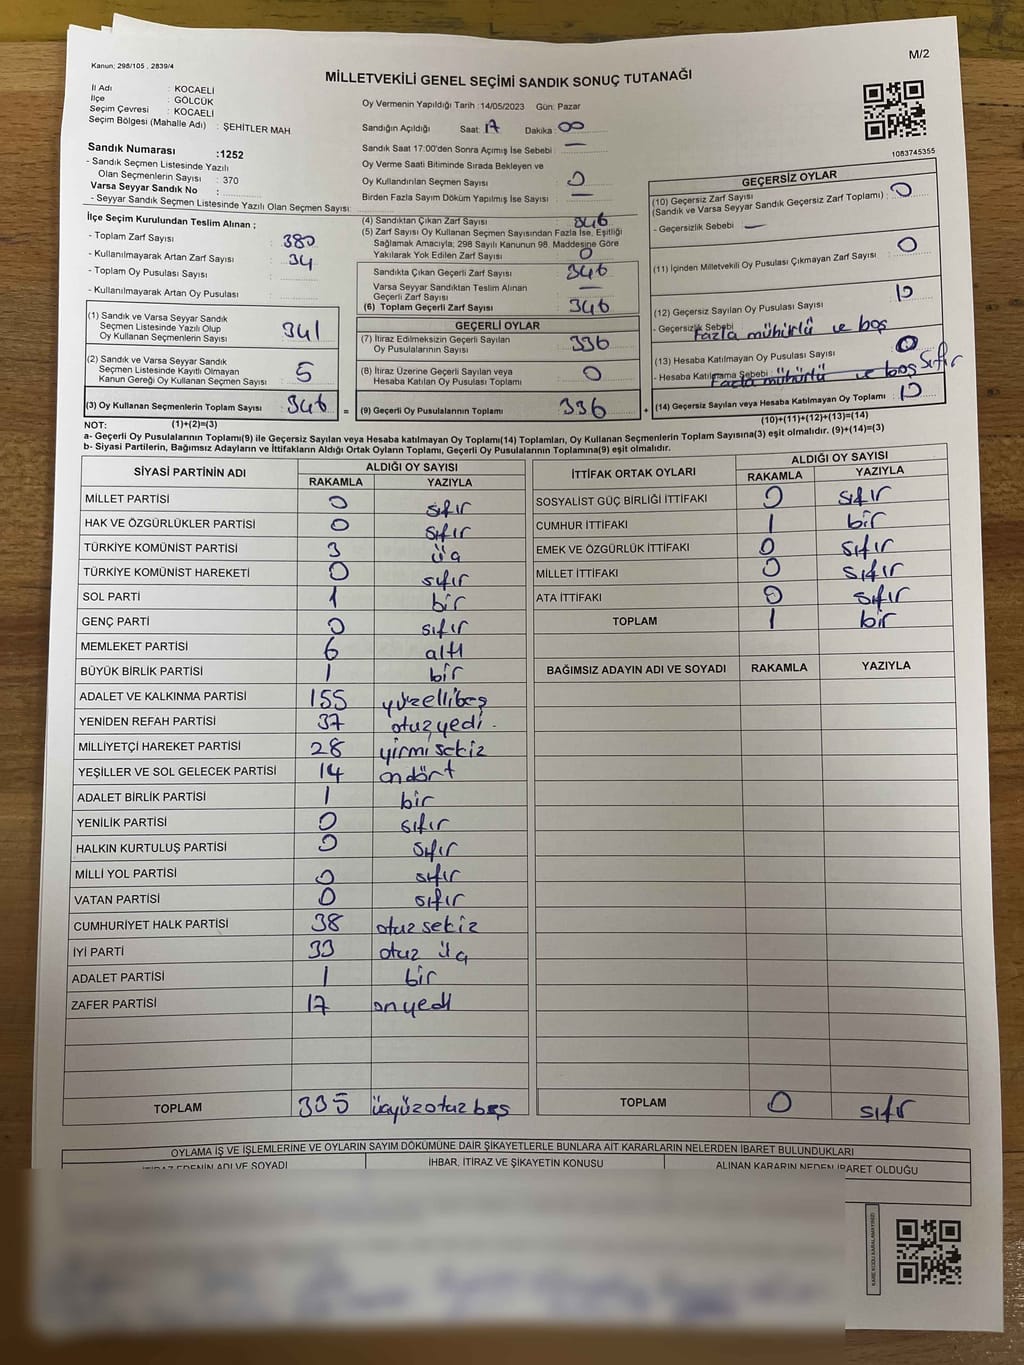 M/2
Kanun; 298/105 , 2839/4
MİLLETVEKİLİ GENEL SEÇİMİ SANDIK SONUÇ TUTANAĞI
İl Adı : KOCAELİ
İlçe : GÖLCÜK
Seçim Çevresi : KOCAELİ
Seçim Bölgesi (Mahalle Adı) : ŞEHİTLER MAH
Oy Vermenin Yapıldığı Tarih :14/05/2023 Gün: Pazar
Sandığın Açıldığı Saat: 17 Dakika: 00
Sandık Saat 17:00'den Sonra Açımış İse Sebebi : —
Oy Verme Saati Bitiminde Sırada Bekleyen ve
Oy Kullandırılan Seçmen Sayısı : 0
Birden Fazla Sayım Döküm Yapılmış İse Sayısı : —
1083745355
Sandık Numarası :1252
- Sandık Seçmen Listesinde Yazılı
Olan Seçmenlerin Sayısı : 370
Varsa Seyyar Sandık No :
- Seyyar Sandık Seçmen Listesinde Yazılı Olan Seçmen Sayısı:
İlçe Seçim Kurulundan Teslim Alınan ;
- Toplam Zarf Sayısı : 380
- Kullanılmayarak Artan Zarf Sayısı : 34
- Toplam Oy Pusulası Sayısı :
- Kullanılmayarak Artan Oy Pusulası :
(1) Sandık ve Varsa Seyyar Sandık
Seçmen Listesinde Yazılı Olup
Oy Kullanan Seçmenlerin Sayısı : 341
(2) Sandık ve Varsa Seyyar Sandık
Seçmen Listesinde Kayıtlı Olmayan
Kanun Gereği Oy Kullanan Seçmen Sayısı : 5
(3) Oy Kullanan Seçmenlerin Toplam Sayısı : 346 =
(4) Sandıktan Çıkan Zarf Sayısı : 346
(5) Zarf Sayısı Oy Kullanan Seçmen Sayısından Fazla İse, Eşitliği
Sağlamak Amacıyla; 298 Sayılı Kanunun 98. Maddesine Göre
Yakılarak Yok Edilen Zarf Sayısı : 0
Sandıkta Çıkan Geçerli Zarf Sayısı : 346
Varsa Seyyar Sandıktan Teslim Alınan
Geçerli Zarf Sayısı : —
(6) Toplam Geçerli Zarf Sayısı : 346
GEÇERLİ OYLAR
(7) İtiraz Edilmeksizin Geçerli Sayılan
Oy Pusulalarının Sayısı : 336
(8) İtiraz Üzerine Geçerli Sayılan veya
Hesaba Katılan Oy Pusulaları Toplamı : 0
(9) Geçerli Oy Pusulalarının Toplamı : 336 +
GEÇERSİZ OYLAR
(10) Geçersiz Zarf Sayısı
(Sandık ve Varsa Seyyar Sandık Geçersiz Zarf Toplamı) : 0
- Geçersizlik Sebebi : —
(11) İçinden Milletvekili Oy Pusulası Çıkmayan Zarf Sayısı : 0
(12) Geçersiz Sayılan Oy Pusulası Sayısı : 10
- Geçersizlik Sebebi : Fazla mühürlü ve boş
(13) Hesaba Katılmayan Oy Pusulası Sayısı : 0
- Hesaba Katılmama Sebebi : Fazla mühürlü ve boş sıfır
(14) Geçersiz Sayılan veya Hesaba Katılmayan Oy Toplamı : 10
NOT: (1)+(2)=(3) (10)+(11)+(12)+(13)=(14)
a- Geçerli Oy Pusulalarının Toplamı(9) ile Geçersiz Sayılan veya Hesaba katılmayan Oy Toplamı(14) Toplamları, Oy Kullanan Seçmenlerin Toplam Sayısına(3) eşit olmalıdır. (9)+(14)=(3)
b- Siyasi Partilerin, Bağımsız Adayların ve İttifakların Aldığı Ortak Oyların Toplamı, Geçerli Oy Pusulalarının Toplamına(9) eşit olmalıdır.
SİYASİ PARTİNİN ADI ALDIĞI OY SAYISI
RAKAMLA YAZIYLA
MİLLET PARTİSİ 0 sıfır
HAK VE ÖZGÜRLÜKLER PARTİSİ 0 sıfır
TÜRKİYE KOMÜNİST PARTİSİ 3 üç
TÜRKİYE KOMÜNİST HAREKETİ 0 sıfır
SOL PARTİ 1 bir
GENÇ PARTİ 0 sıfır
MEMLEKET PARTİSİ 6 altı
BÜYÜK BİRLİK PARTİSİ 1 bir
ADALET VE KALKINMA PARTİSİ 155 yüzellibeş
YENİDEN REFAH PARTİSİ 37 otuzyedi
MİLLİYETÇİ HAREKET PARTİSİ 28 yirmisekiz
YEŞİLLER VE SOL GELECEK PARTİSİ 14 ondört
ADALET BİRLİK PARTİSİ 1 bir
YENİLİK PARTİSİ 0 sıfır
HALKIN KURTULUŞ PARTİSİ 0 sıfır
MİLLİ YOL PARTİSİ 0 sıfır
VATAN PARTİSİ 0 sıfır
CUMHURİYET HALK PARTİSİ 38 otuz sekiz
İYİ PARTİ 33 otuz üç
ADALET PARTİSİ 1 bir
ZAFER PARTİSİ 17 onyedi
TOPLAM 335 üçyüzotuz beş
İTTİFAK ORTAK OYLARI ALDIĞI OY SAYISI
RAKAMLA YAZIYLA
SOSYALİST GÜÇ BİRLİĞİ İTTİFAKI 0 sıfır
CUMHUR İTTİFAKI 1 bir
EMEK VE ÖZGÜRLÜK İTTİFAKI 0 sıfır
MİLLET İTTİFAKI 0 sıfır
ATA İTTİFAKI 0 sıfır
TOPLAM 1 bir
BAĞIMSIZ ADAYIN ADI VE SOYADI RAKAMLA YAZIYLA
TOPLAM 0 sıfır
OYLAMA İŞ VE İŞLEMLERİNE VE OYLARIN SAYIM DÖKÜMÜNE DAİR ŞİKAYETLERLE BUNLARA AİT KARARLARIN NELERDEN İBARET BULUNDUKLARI
İTİRAZ EDENİN ADI VE SOYADI İHBAR, İTİRAZ VE ŞİKAYETİN KONUSU ALINAN KARARIN NEDEN İBARET OLDUĞU
KARE KODU KARALAMAYINIZ!